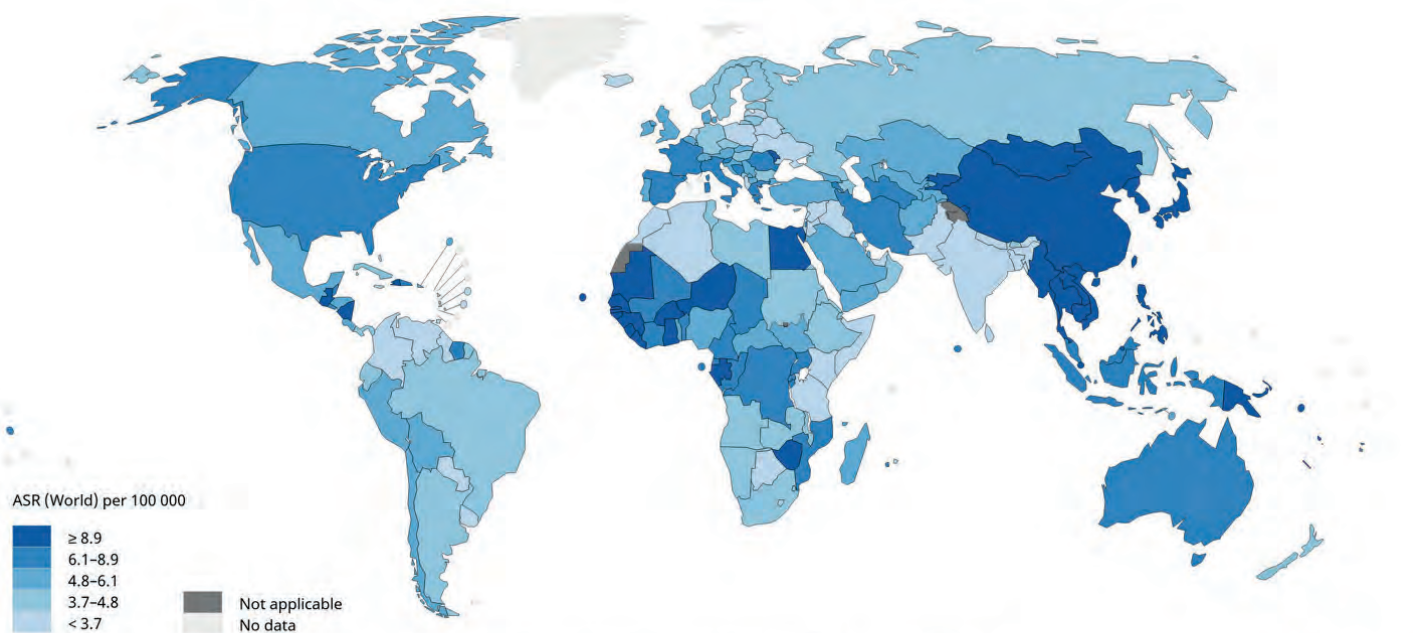 ASR (World) per 100 000
≥ 8.9
6.1–8.9
4.8–6.1
3.7–4.8
< 3.7
Not applicable
No data